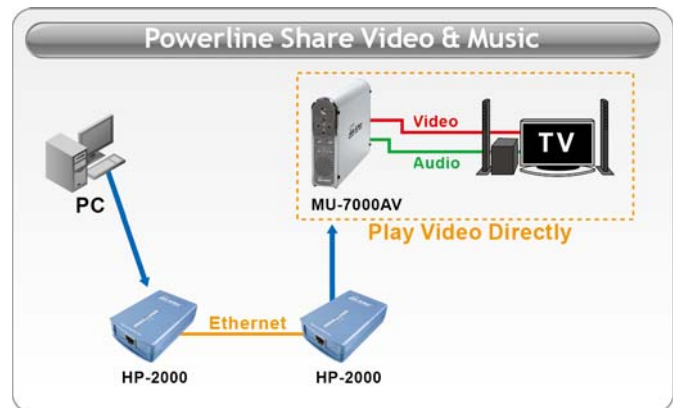 Powerline Share Video & Music
Video
Audio
TV
PC
MU-7000AV
Play Video Directly
Ethernet
HP-2000
HP-2000